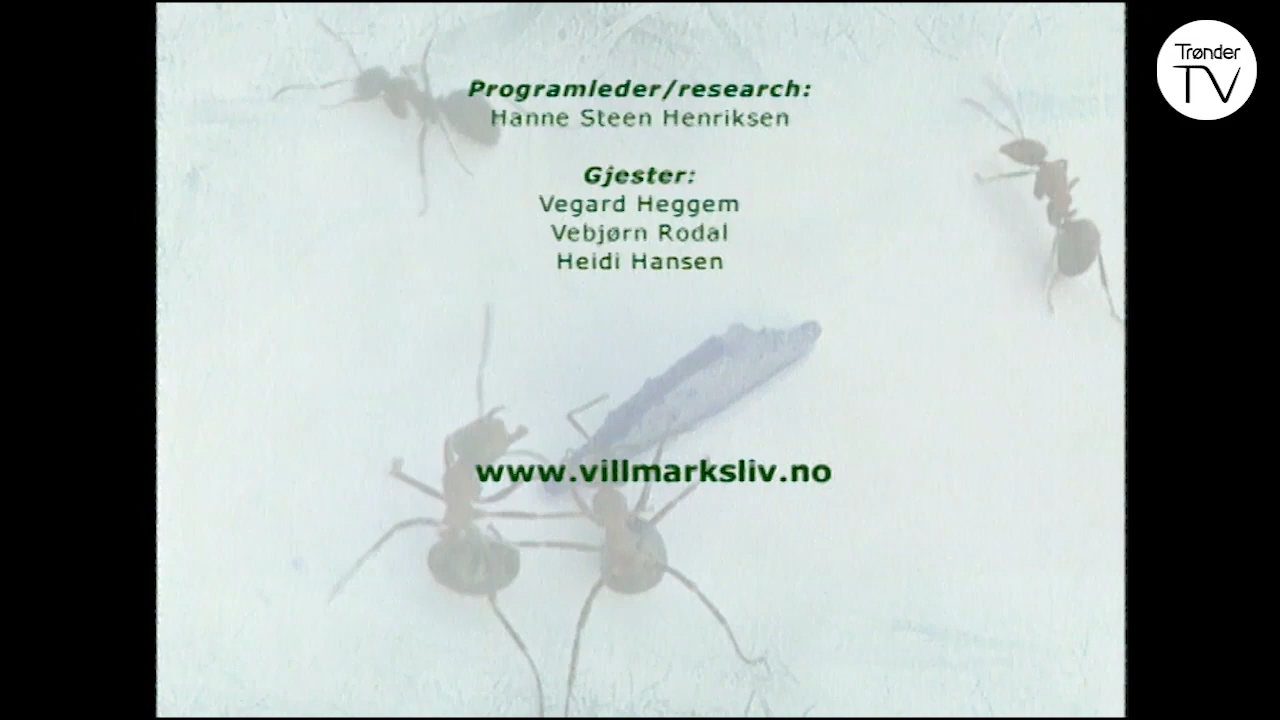 Trønder
TV
Programleder/research:
Hanne Steen Henriksen
Gjester:
Vegard Heggem
Vebjørn Rodal
Heidi Hansen
www.villmarksliv.no